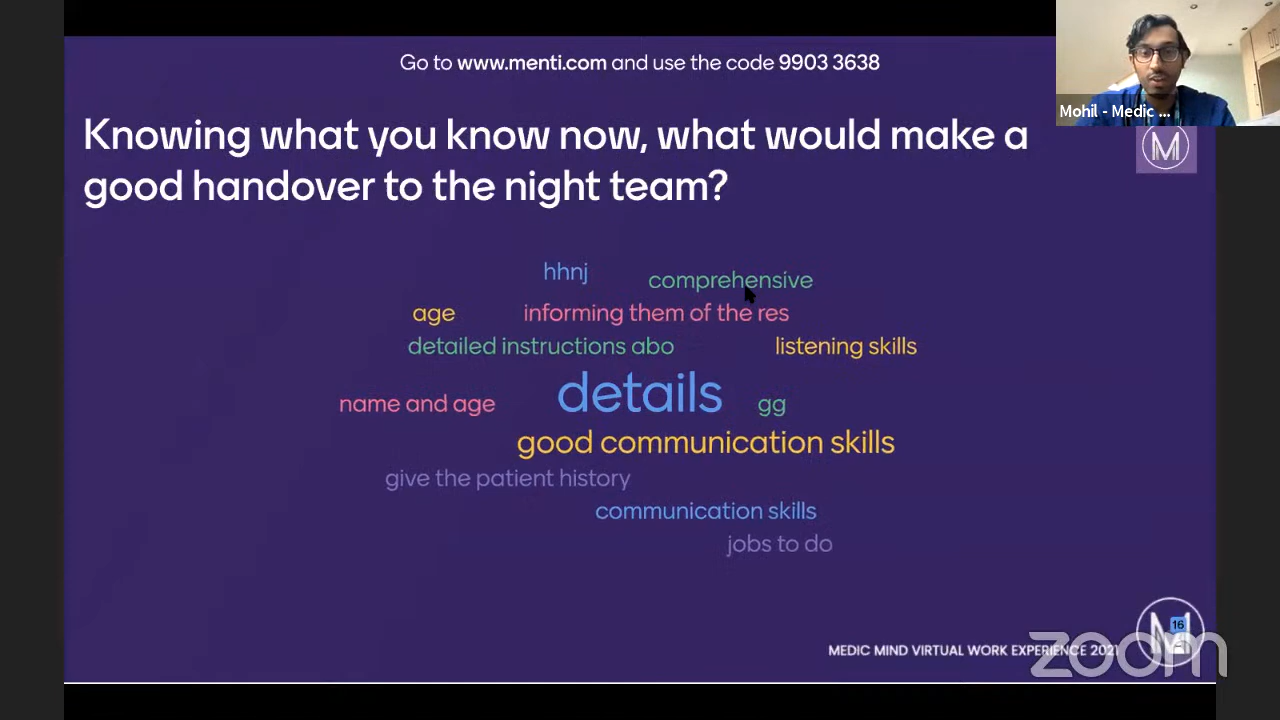 Go to www.menti.com and use the code 9903 3638
Mohil - Medic ...
M
Knowing what you know now, what would make a
good handover to the night team?
hhnj
comprehensive
age
informing them of the res
detailed instructions abo
listening skills
details
name and age
gg
good communication skills
give the patient history
communication skills
jobs to do
16
MEDIC MIND VIRTUAL WORK EXPERIENCE 2021
zoom